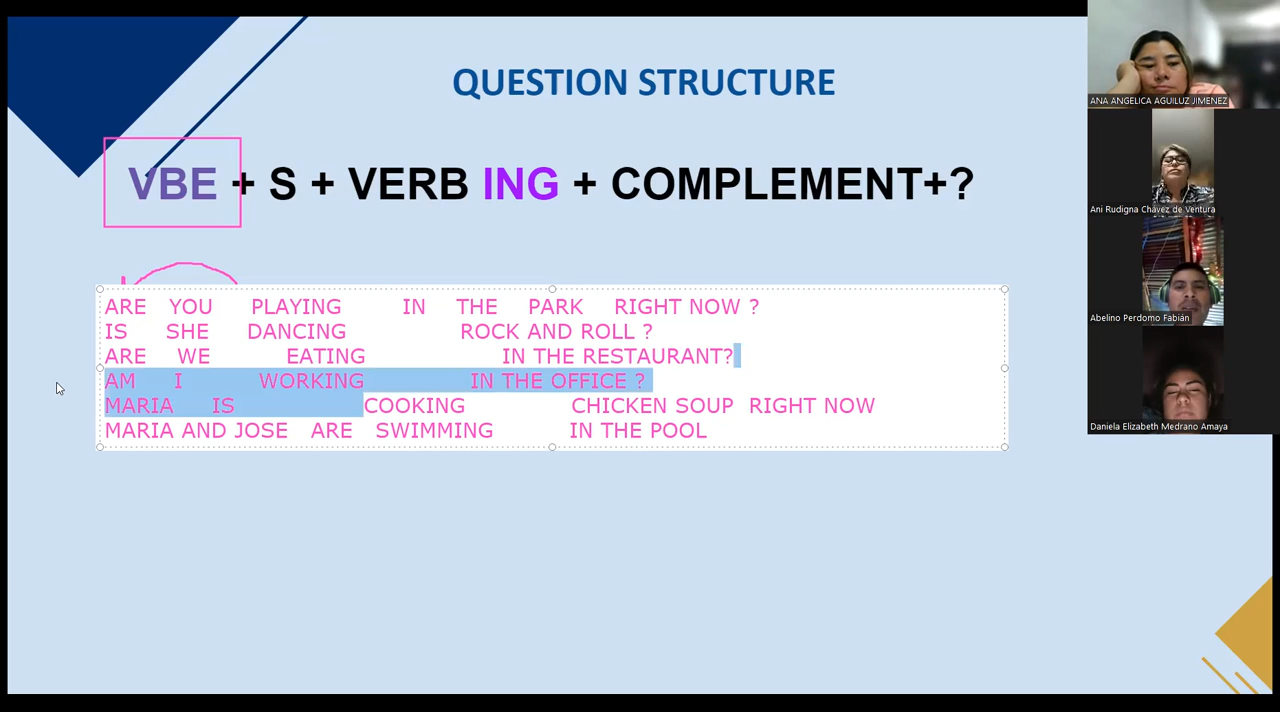 QUESTION STRUCTURE
VBE + S + VERB ING + COMPLEMENT+?
ARE YOU PLAYING IN THE PARK RIGHT NOW ?
IS SHE DANCING ROCK AND ROLL ?
ARE WE EATING IN THE RESTAURANT?
AM I WORKING IN THE OFFICE ?
MARIA IS COOKING CHICKEN SOUP RIGHT NOW
MARIA AND JOSE ARE SWIMMING IN THE POOL
ANA ANGELICA AGUILUZ JIMENEZ
Ani Rudigna Chávez de Ventura
Abelino Perdomo Fabián
Daniela Elizabeth Medrano Amaya